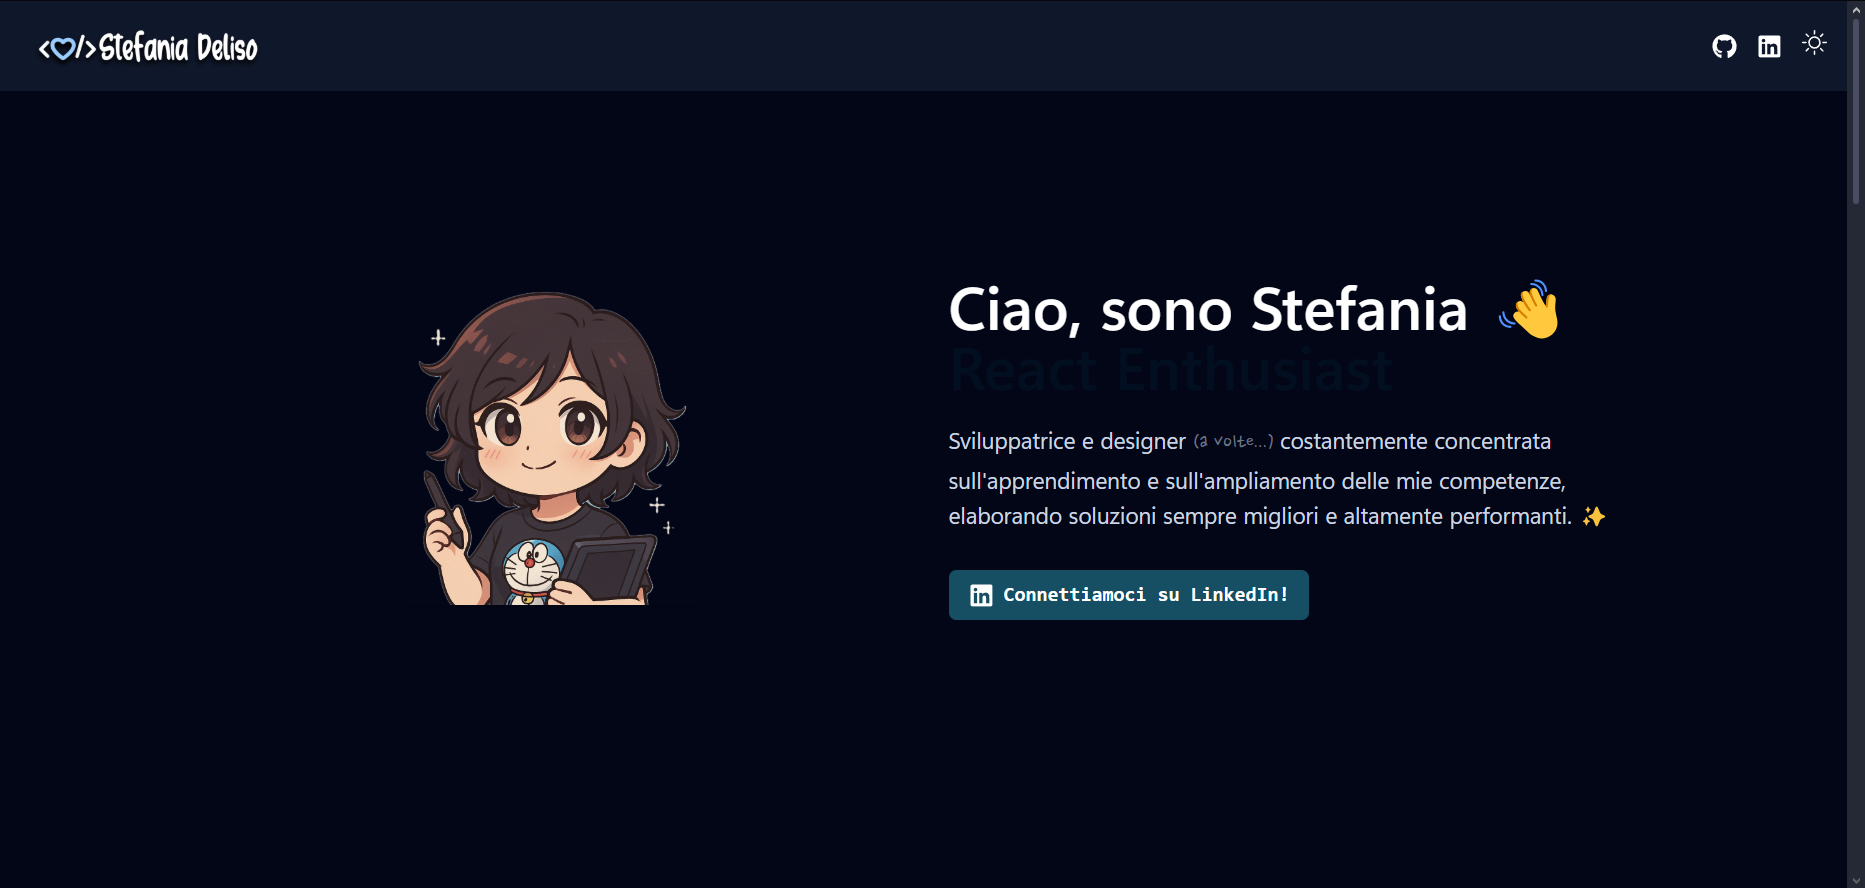 <♡/>Stefania Deliso
Ciao, sono Stefania 👋
React Enthusiast
Sviluppatrice e designer (a volte...) costantemente concentrata
sull'apprendimento e sull'ampliamento delle mie competenze,
elaborando soluzioni sempre migliori e altamente performanti. ✨
in Connettiamoci su LinkedIn!